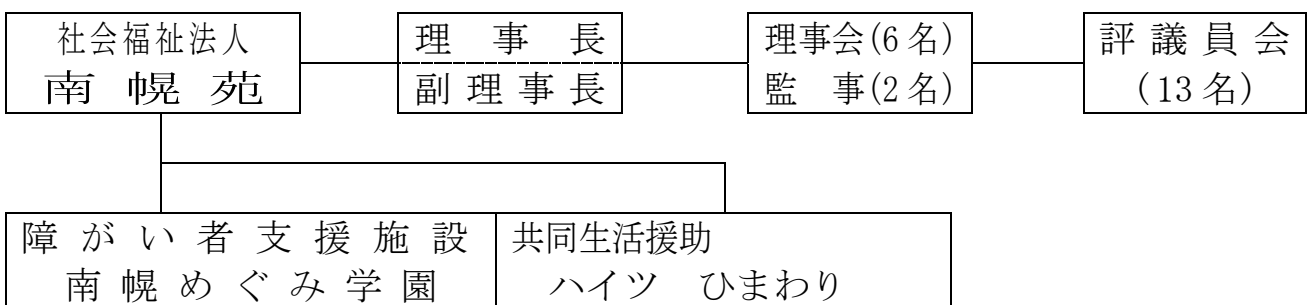 社会福祉法人
南幌苑
理事長
副理事長
理事会(6名)
監事(2名)
評議員会
(13名)
障がい者支援施設
南幌めぐみ学園
共同生活援助
ハイツ ひまわり